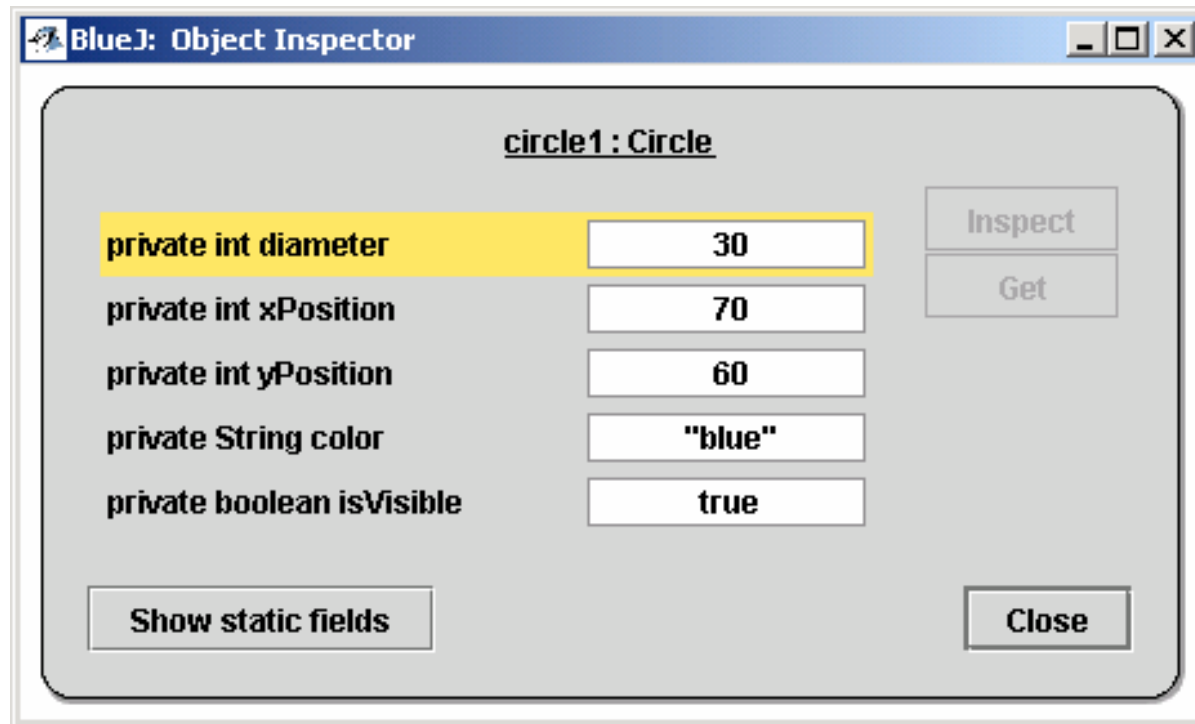 BlueJ: Object Inspector
circle1 : Circle
private int diameter 30
private int xPosition 70
private int yPosition 60
private String color "blue"
private boolean isVisible true
Inspect
Get
Show static fields
Close